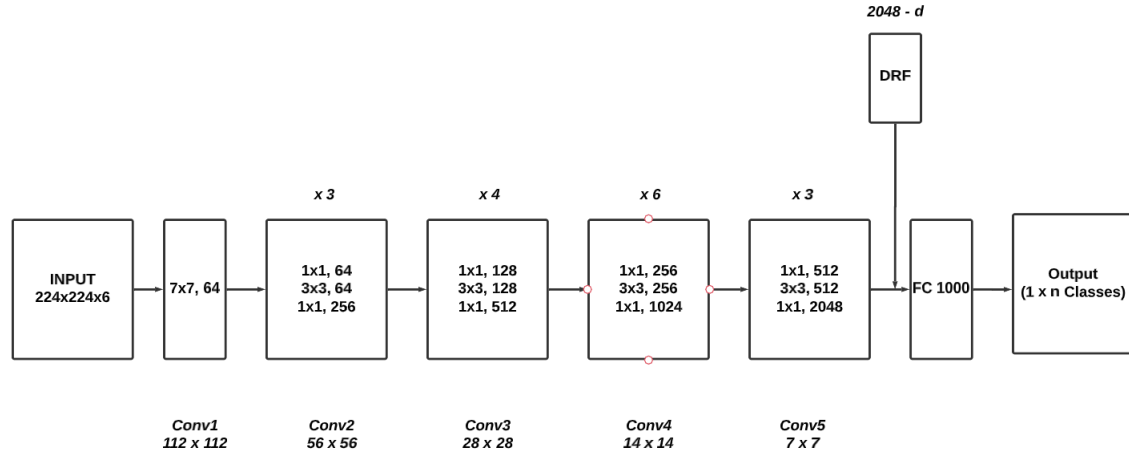 2048 - d
DRF
x 3
x 4
x 6
x 3
INPUT
224x224x6
7x7, 64
1x1, 64
3x3, 64
1x1, 256
1x1, 128
3x3, 128
1x1, 512
1x1, 256
3x3, 256
1x1, 1024
1x1, 512
3x3, 512
1x1, 2048
FC 1000
Output
(1 x n Classes)
Conv1
112 x 112
Conv2
56 x 56
Conv3
28 x 28
Conv4
14 x 14
Conv5
7 x 7